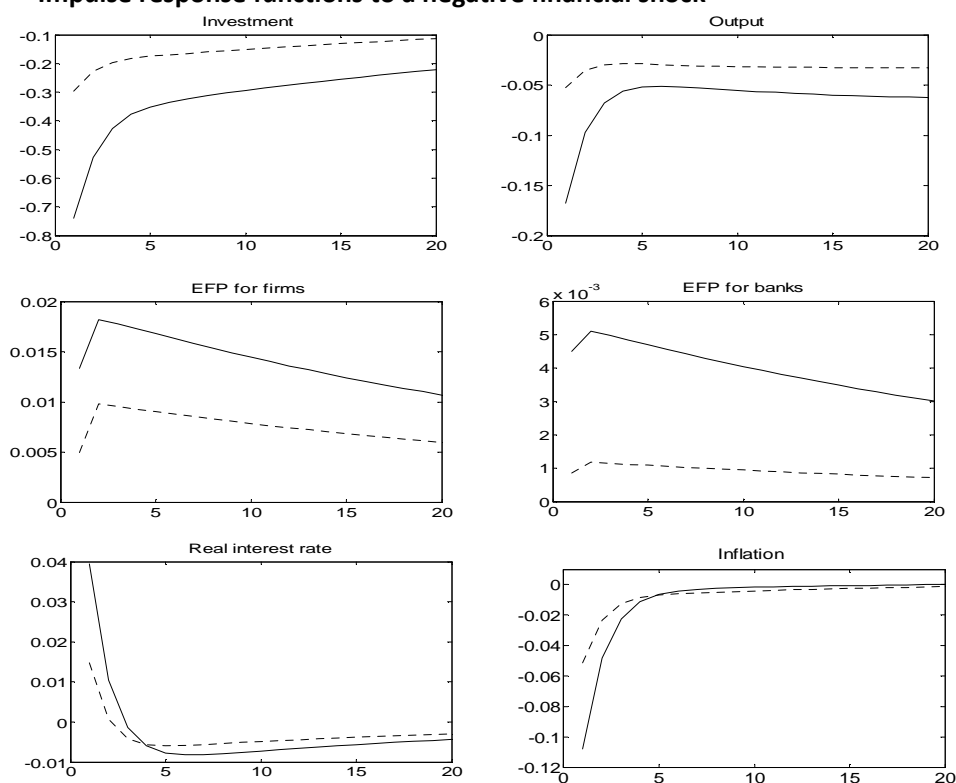 Impulse response functions to a negative financial shock
Investment
-0.1
-0.2
-0.3
-0.4
-0.5
-0.6
-0.7
-0.8
0 5 10 15 20
Output
0
-0.05
-0.1
-0.15
-0.2
0 5 10 15 20
EFP for firms
0.02
0.015
0.01
0.005
0
0 5 10 15 20
EFP for banks
x 10-3
6
5
4
3
2
1
0
0 5 10 15 20
Real interest rate
0.04
0.03
0.02
0.01
0
-0.01
0 5 10 15 20
Inflation
0
-0.02
-0.04
-0.06
-0.08
-0.1
-0.12
0 5 10 15 20